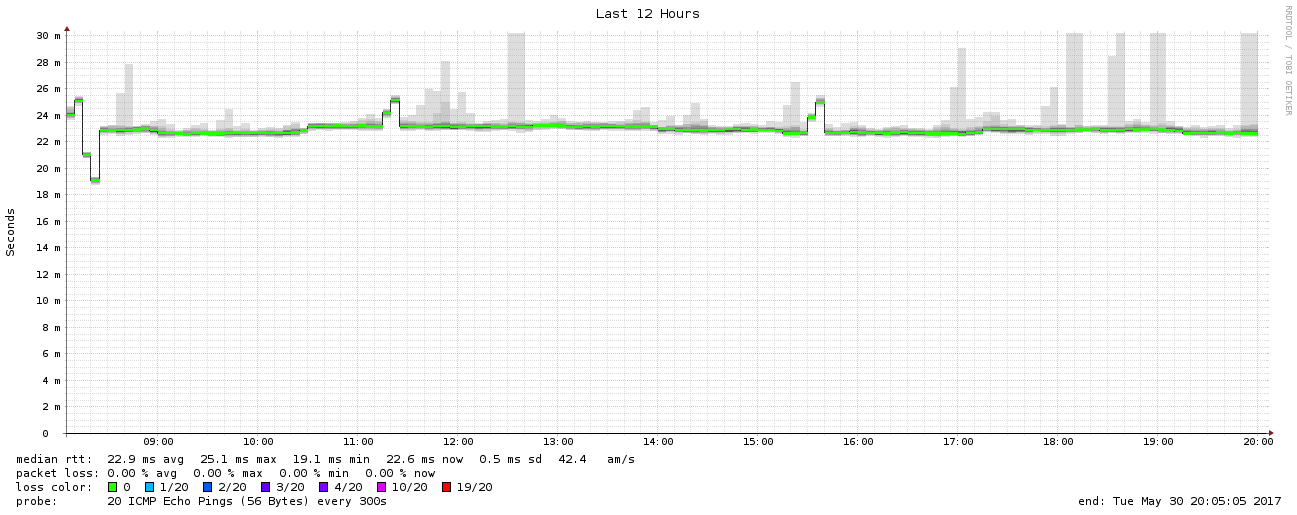 Last 12 Hours
RRDTOOL / TOBI OETIKER
Seconds
30 m
28 m
26 m
24 m
22 m
20 m
18 m
16 m
14 m
12 m
10 m
8 m
6 m
4 m
2 m
0
09:00 10:00 11:00 12:00 13:00 14:00 15:00 16:00 17:00 18:00 19:00 20:00
median rtt: 22.9 ms avg 25.1 ms max 19.1 ms min 22.6 ms now 0.5 ms sd 42.4 am/s
packet loss: 0.00 % avg 0.00 % max 0.00 % min 0.00 % now
loss color: 0 1/20 2/20 3/20 4/20 10/20 19/20
probe: 20 ICMP Echo Pings (56 Bytes) every 300s end: Tue May 30 20:05:05 2017